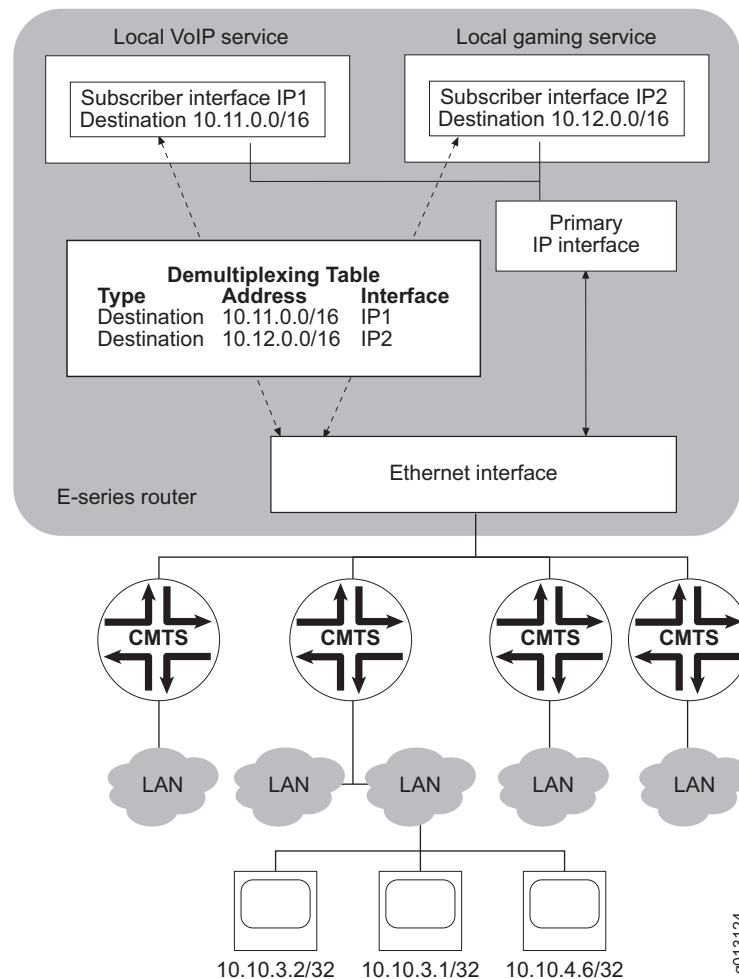 Local VoIP service
Local gaming service
Subscriber interface IP1
Destination 10.11.0.0/16
Subscriber interface IP2
Destination 10.12.0.0/16
Primary
IP interface
Demultiplexing Table
Type Address Interface
Destination 10.11.0.0/16 IP1
Destination 10.12.0.0/16 IP2
Ethernet interface
E-series router
CMTS CMTS CMTS CMTS
LAN LAN LAN LAN LAN
10.10.3.2/32 10.10.3.1/32 10.10.4.6/32
g013124